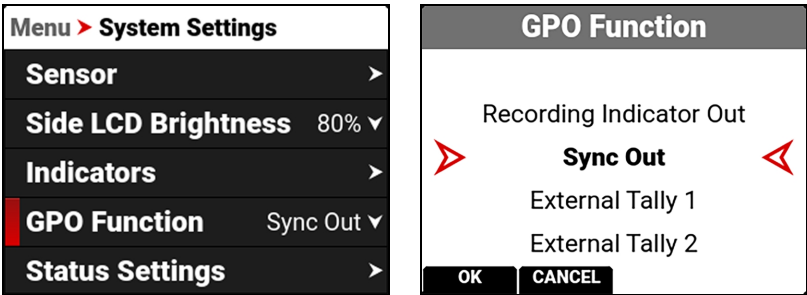 Menu ➤ System Settings
Sensor
Side LCD Brightness 80%
Indicators
GPO Function Sync Out
Status Settings
GPO Function
Recording Indicator Out
Sync Out
External Tally 1
External Tally 2
OK CANCEL